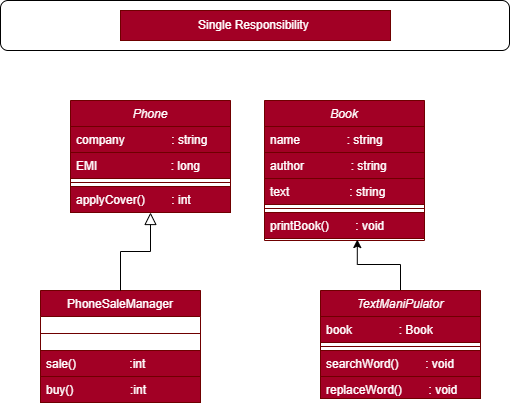 Single Responsibility
Phone
company : string
EMI : long
applyCover() : int
Book
name : string
author : string
text : string
printBook() : void
PhoneSaleManager
sale() :int
buy() :int
TextManiPulator
book : Book
searchWord() : void
replaceWord() : void